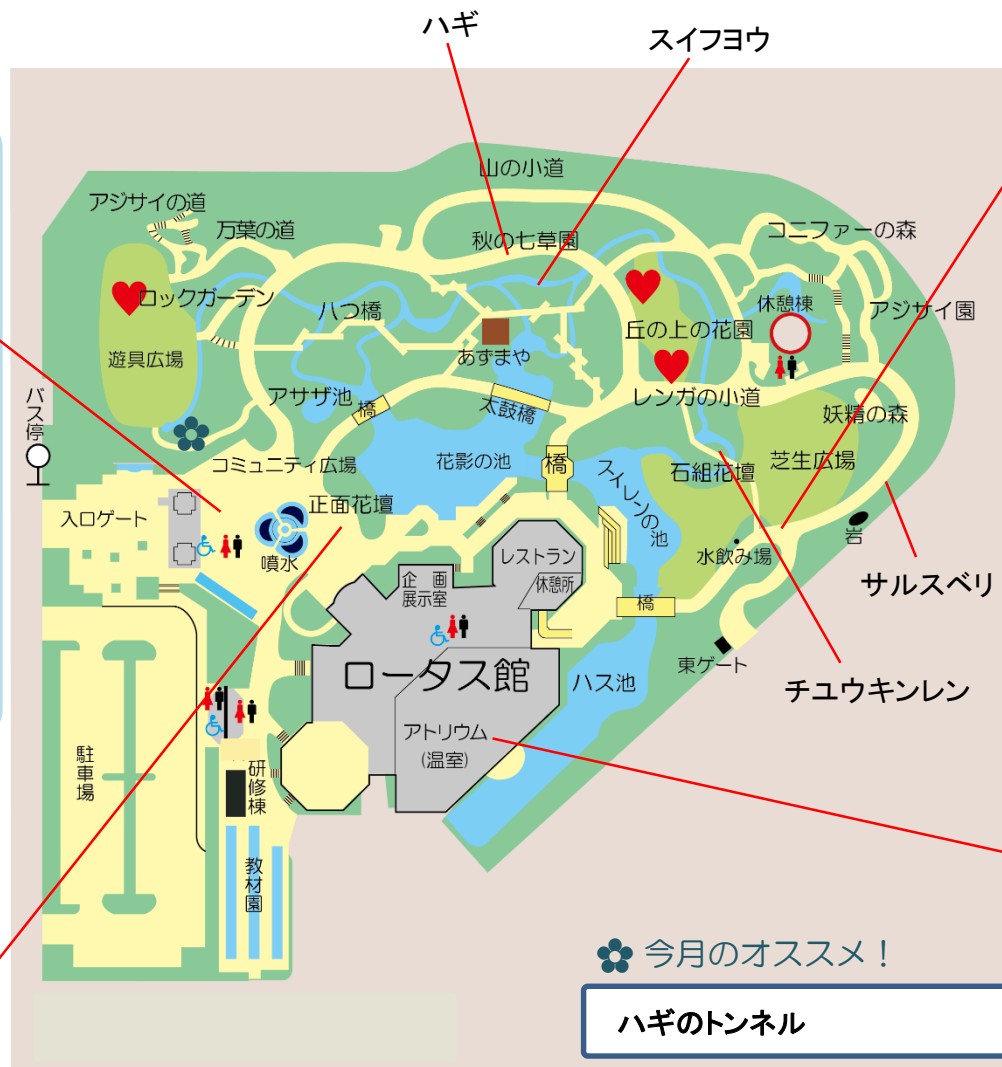 ハギ
スイフヨウ
山の小道
アジサイの道
万葉の道
秋の七草園
コニファーの森
ロックガーデン
八つ橋
休憩棟
アジサイ園
丘の上の花園
遊具広場
あずまや
アサザ池
橋
太鼓橋
レンガの小道
妖精の森
バス停
コミュニティ広場
花影の池
橋
スイレンの池
石組花壇
芝生広場
入口ゲート
正面花壇
噴水
レストラン
休憩所
水飲み場
岩
企画
展示室
サルスベリ
橋
東ゲート
チユウキンレン
ロータス館
ハス池
アトリウム
(温室)
駐車場
研修棟
教材園
今月のオススメ！
ハギのトンネル